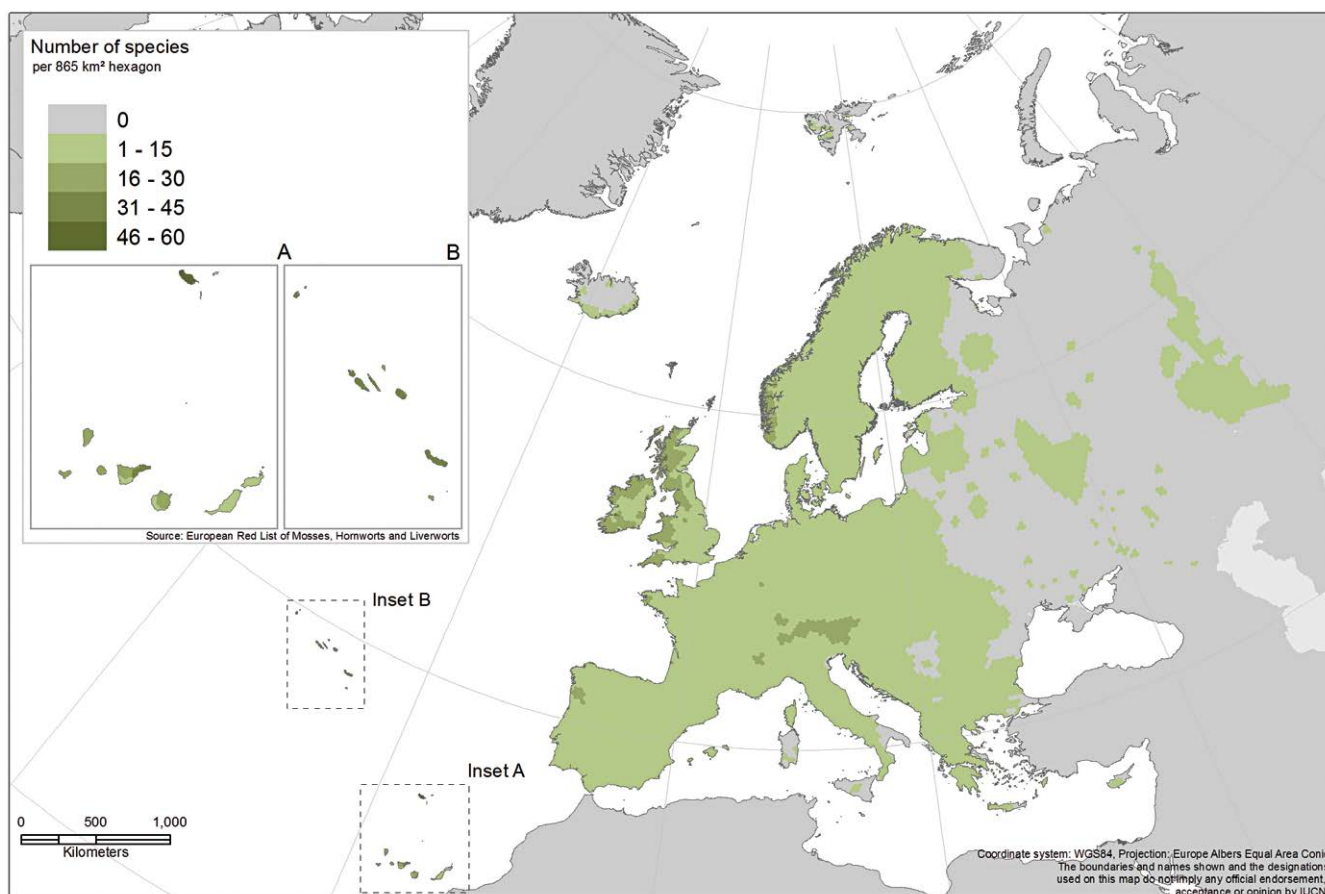 Number of species
per 865 km² hexagon
0
1 - 15
16 - 30
31 - 45
46 - 60
A
B
Source: European Red List of Mosses, Hornworts and Liverworts
Inset B
Inset A
0 500 1,000
Kilometers
Coordinate system: WGS84, Projection: Europe Albers Equal Area Conic
The boundaries and names shown and the designations
used on this map do not imply any official endorsement,
acceptance or opinion by IUCN.